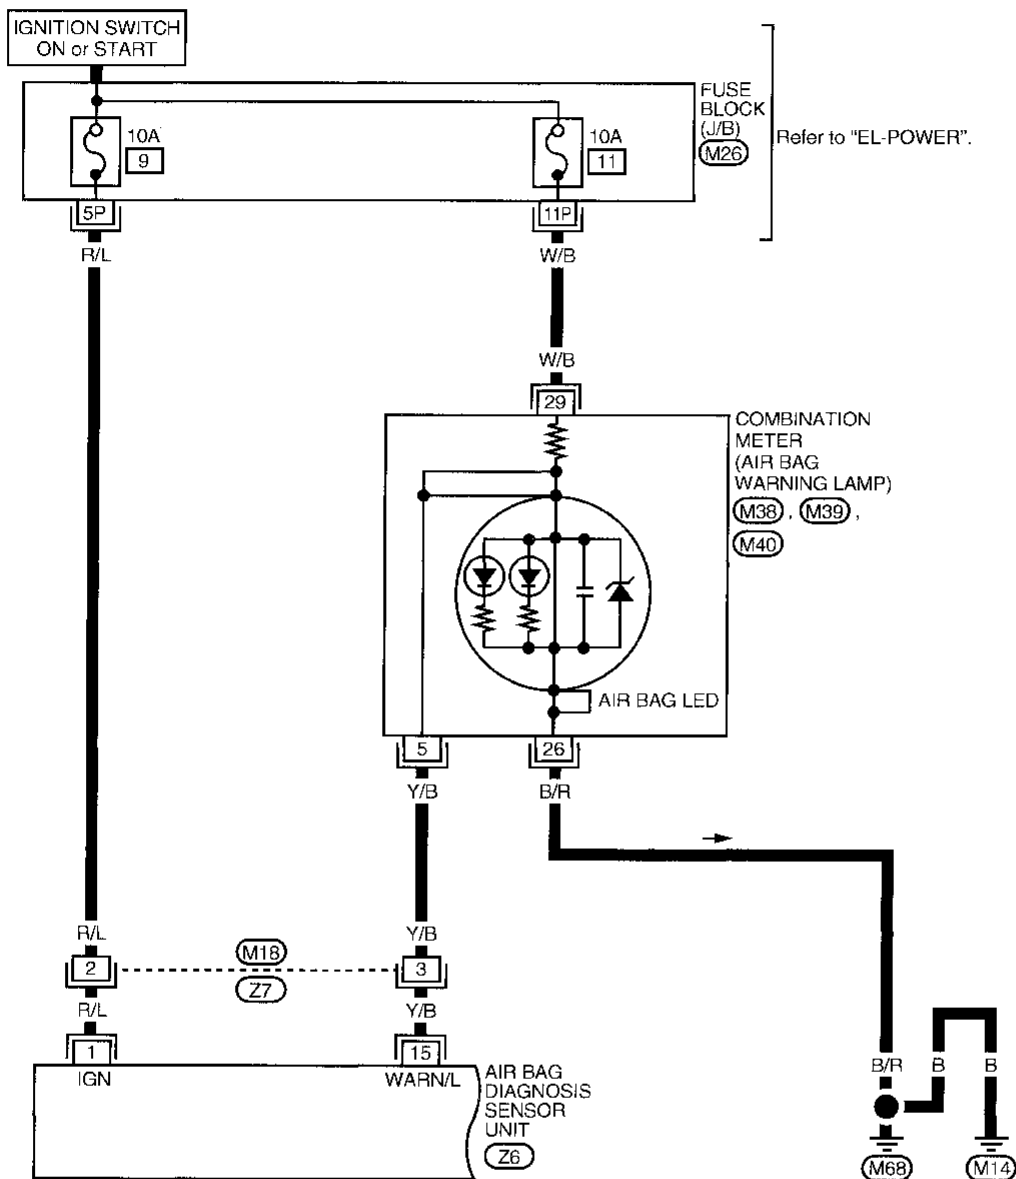 IGNITION SWITCH
ON or START
FUSE
BLOCK
(J/B)
M26
Refer to "EL-POWER".
10A
9
10A
11
5P
11P
R/L
W/B
W/B
29
COMBINATION
METER
(AIR BAG
WARNING LAMP)
M38 , M39 ,
M40
AIR BAG LED
5
26
Y/B
B/R
R/L
Y/B
M18
2
3
Z7
R/L
Y/B
1
15
IGN
WARN/L
AIR BAG
DIAGNOSIS
SENSOR
UNIT
Z6
B/R
B
B
M68
M14